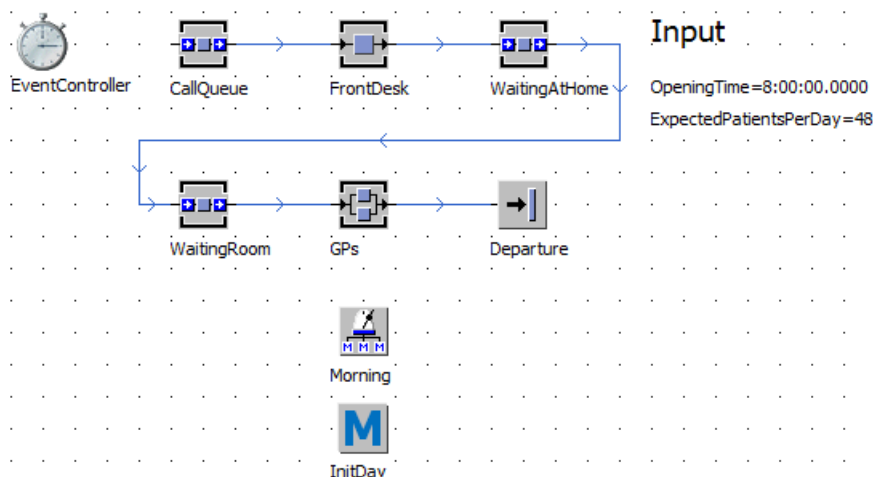 Input
EventController
CallQueue
FrontDesk
WaitingAtHome
OpeningTime=8:00:00.0000
ExpectedPatientsPerDay=48
WaitingRoom
GPs
Departure
M M M
Morning
M
InitDay